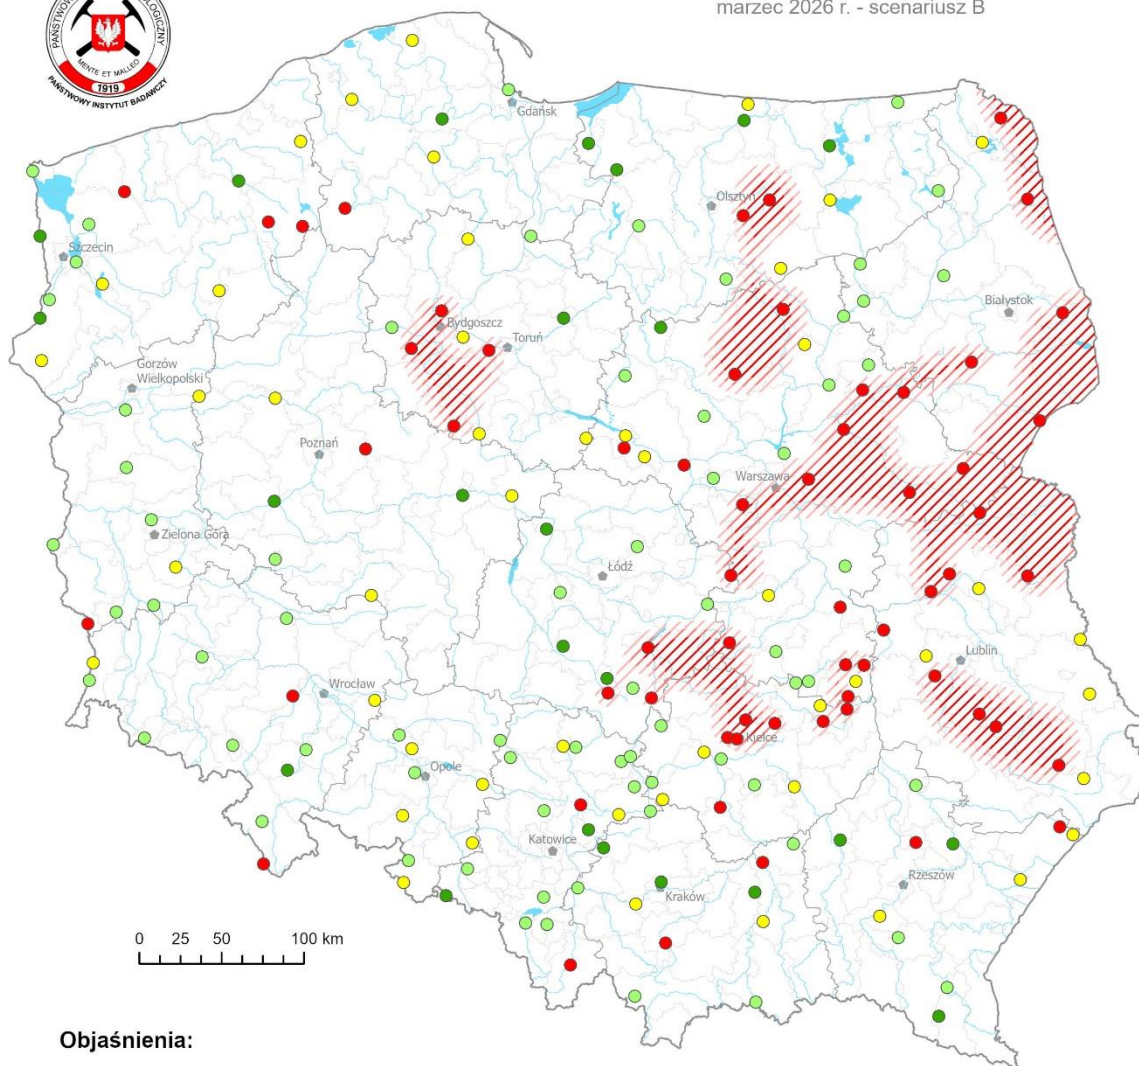 marzec 2026 r. - scenariusz B
MENTE ET MALLEO
1919
PAŃSTWOWY INSTYTUT BADAWCZY
Gdańsk
Olsztyn
Szczecin
Białystok
Bydgoszcz
Toruń
Gorzów
Wielkopolski
Poznań
Warszawa
Zielona Góra
Łódź
Lublin
Wrocław
Kielce
Opole
Katowice
Rzeszów
Kraków
0 25 50 100 km
Objaśnienia: